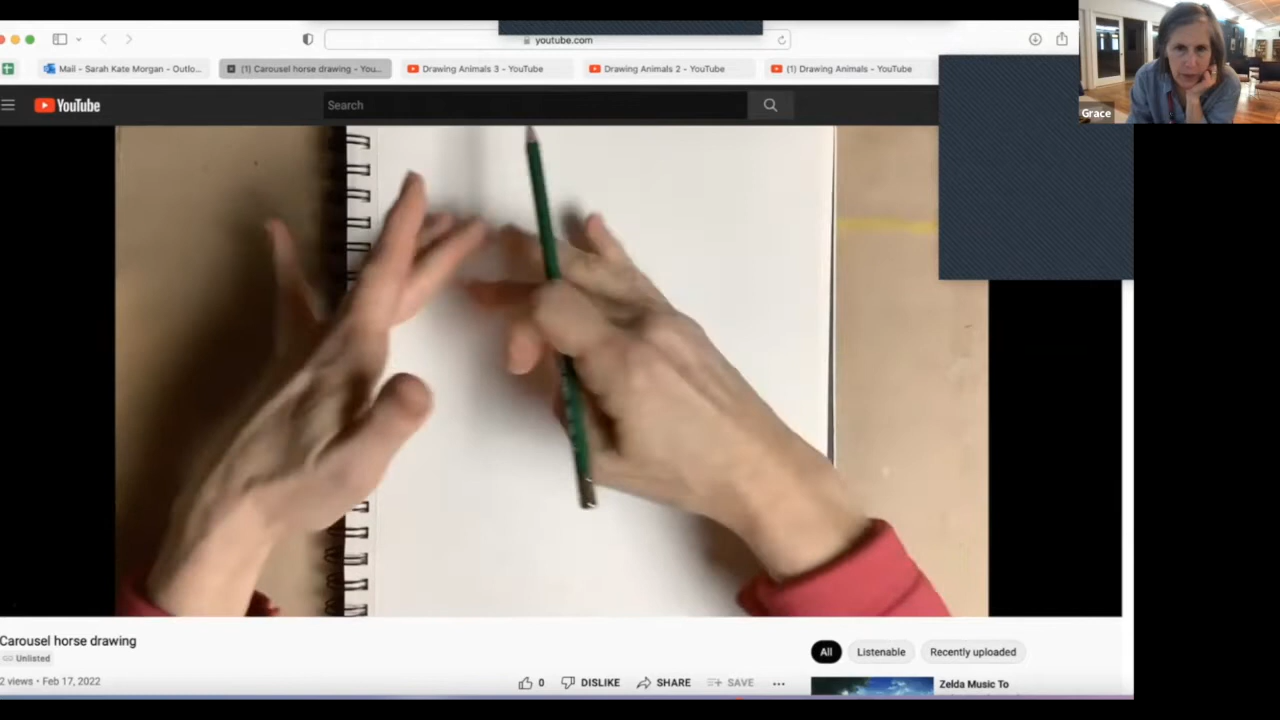 youtube.com
Mail - Sarah Kate Morgan - Outlo...
(1) Carousel horse drawing - You...
Drawing Animals 3 - YouTube
Drawing Animals 2 - YouTube
(1) Drawing Animals - YouTube
YouTube
Search
Grace
Carousel horse drawing
Unlisted
2 views • Feb 17, 2022
0
DISLIKE
SHARE
SAVE
...
All
Listenable
Recently uploaded
Zelda Music To